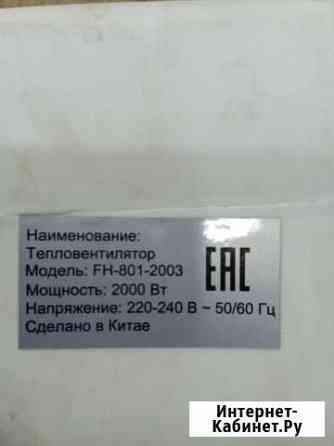 Наименование:
Тепловентилятор
Модель: FH-801-2003
Мощность: 2000 Вт
Напряжение: 220-240 В ~ 50/60 Гц
Сделано в Китае
EAC
Интернет-
Кабинет.Ру